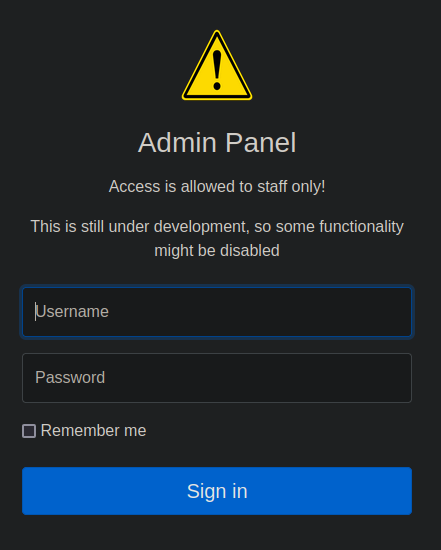 Admin Panel
Access is allowed to staff only!
This is still under development, so some functionality
might be disabled
Username
Password
Remember me
Sign in